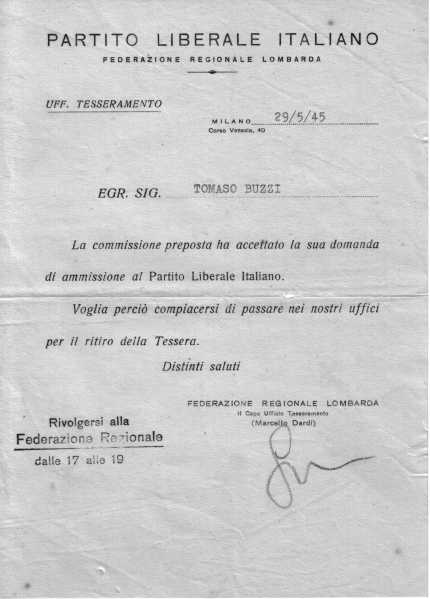 PARTITO LIBERALE ITALIANO
FEDERAZIONE REGIONALE LOMBARDA
UFF. TESSERAMENTO
MILANO 29/5/45
Corso Venezia, 40
EGR. SIG. TOMASO BUZZI
La commissione preposta ha accettato la sua domanda
di ammissione al Partito Liberale Italiano.
Voglia perciò compiacersi di passare nei nostri uffici
per il ritiro della Tessera.
Distinti saluti
FEDERAZIONE REGIONALE LOMBARDA
Il Capo Ufficio Tesseramento
(Marcello Dardi)
Rivolgersi alla
Federazione Regionale
dalle 17 alle 19